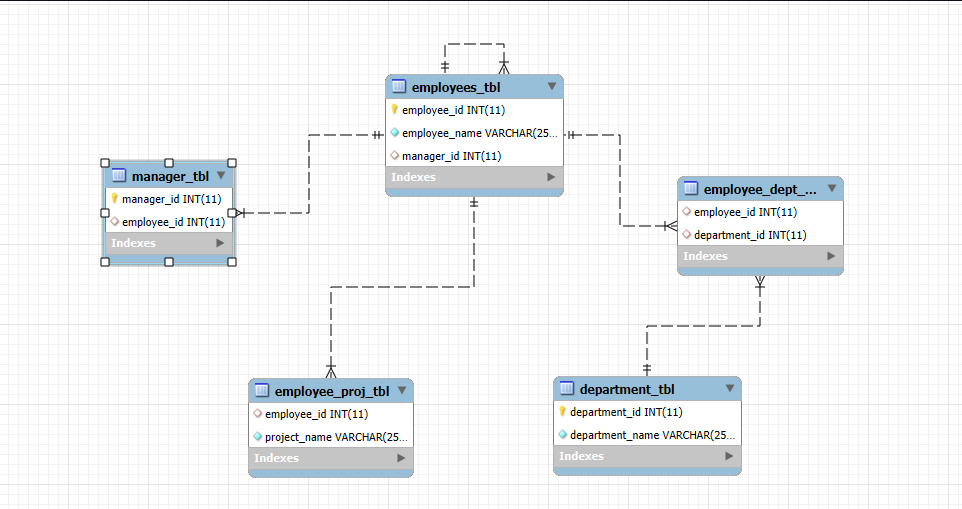 employees_tbl
employee_id INT(11)
employee_name VARCHAR(25...
manager_id INT(11)
Indexes
manager_tbl
manager_id INT(11)
employee_id INT(11)
Indexes
employee_dept_...
employee_id INT(11)
department_id INT(11)
Indexes
employee_proj_tbl
employee_id INT(11)
project_name VARCHAR(25...
Indexes
department_tbl
department_id INT(11)
department_name VARCHAR(25...
Indexes